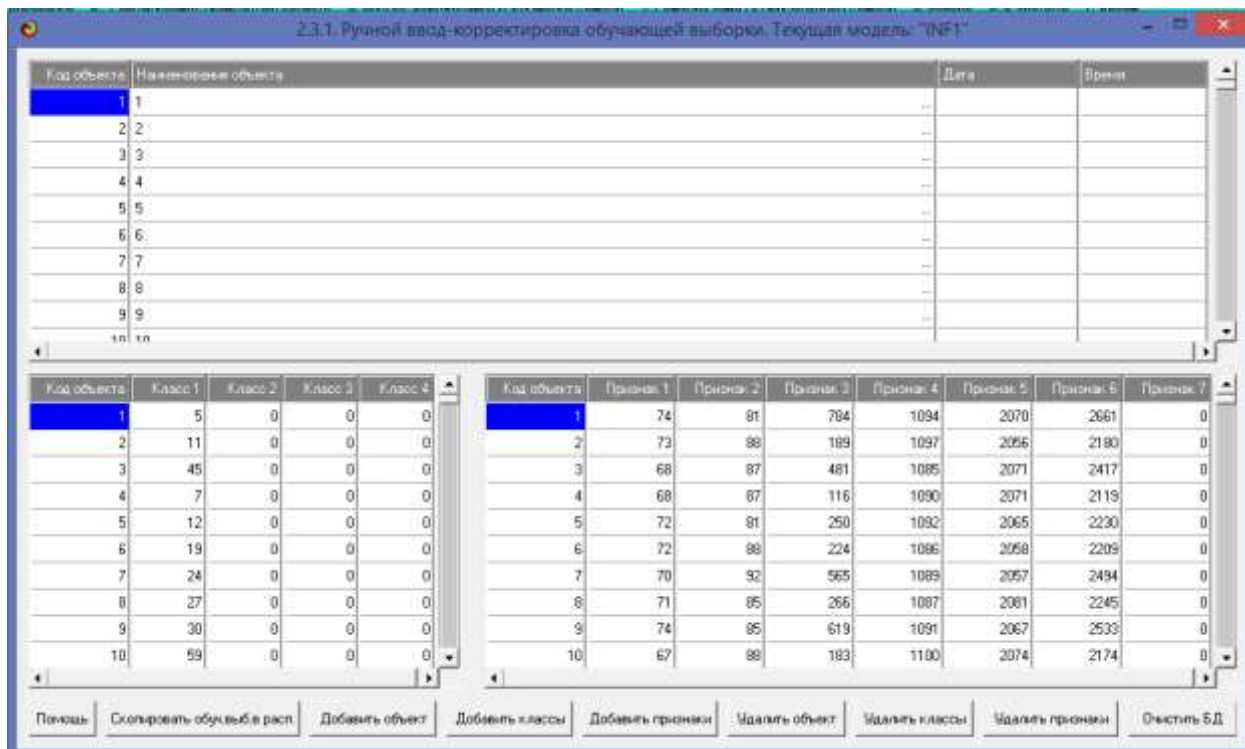 2.3.1. Ручной ввод-корректировка обучающей выборки. Текущая модель: "INF1"
Код объекта Наименование объекта Дата Время
1 1 ...
2 2 ...
3 3 ...
4 4 ...
5 5 ...
6 6 ...
7 7 ...
8 8 ...
9 9 ...
10 10
Код объекта Класс 1 Класс 2 Класс 3 Класс 4
1 5 0 0 0
2 11 0 0 0
3 45 0 0 0
4 7 0 0 0
5 12 0 0 0
6 19 0 0 0
7 24 0 0 0
8 27 0 0 0
9 30 0 0 0
10 59 0 0 0
Код объекта Признак 1 Признак 2 Признак 3 Признак 4 Признак 5 Признак 6 Признак 7
1 74 81 784 1094 2070 2661 0
2 73 88 189 1097 2056 2180 0
3 68 87 481 1085 2071 2417 0
4 68 87 116 1090 2071 2119 0
5 72 81 250 1092 2065 2230 0
6 72 88 224 1086 2058 2209 0
7 70 92 565 1089 2057 2494 0
8 71 85 266 1087 2081 2245 0
9 74 85 619 1091 2067 2533 0
10 67 88 183 1100 2074 2174 0
Помощь Скопировать обуч.выб.в расп. Добавить объект Добавить классы Добавить признаки Удалить объект Удалить классы Удалить признаки Очистить БД